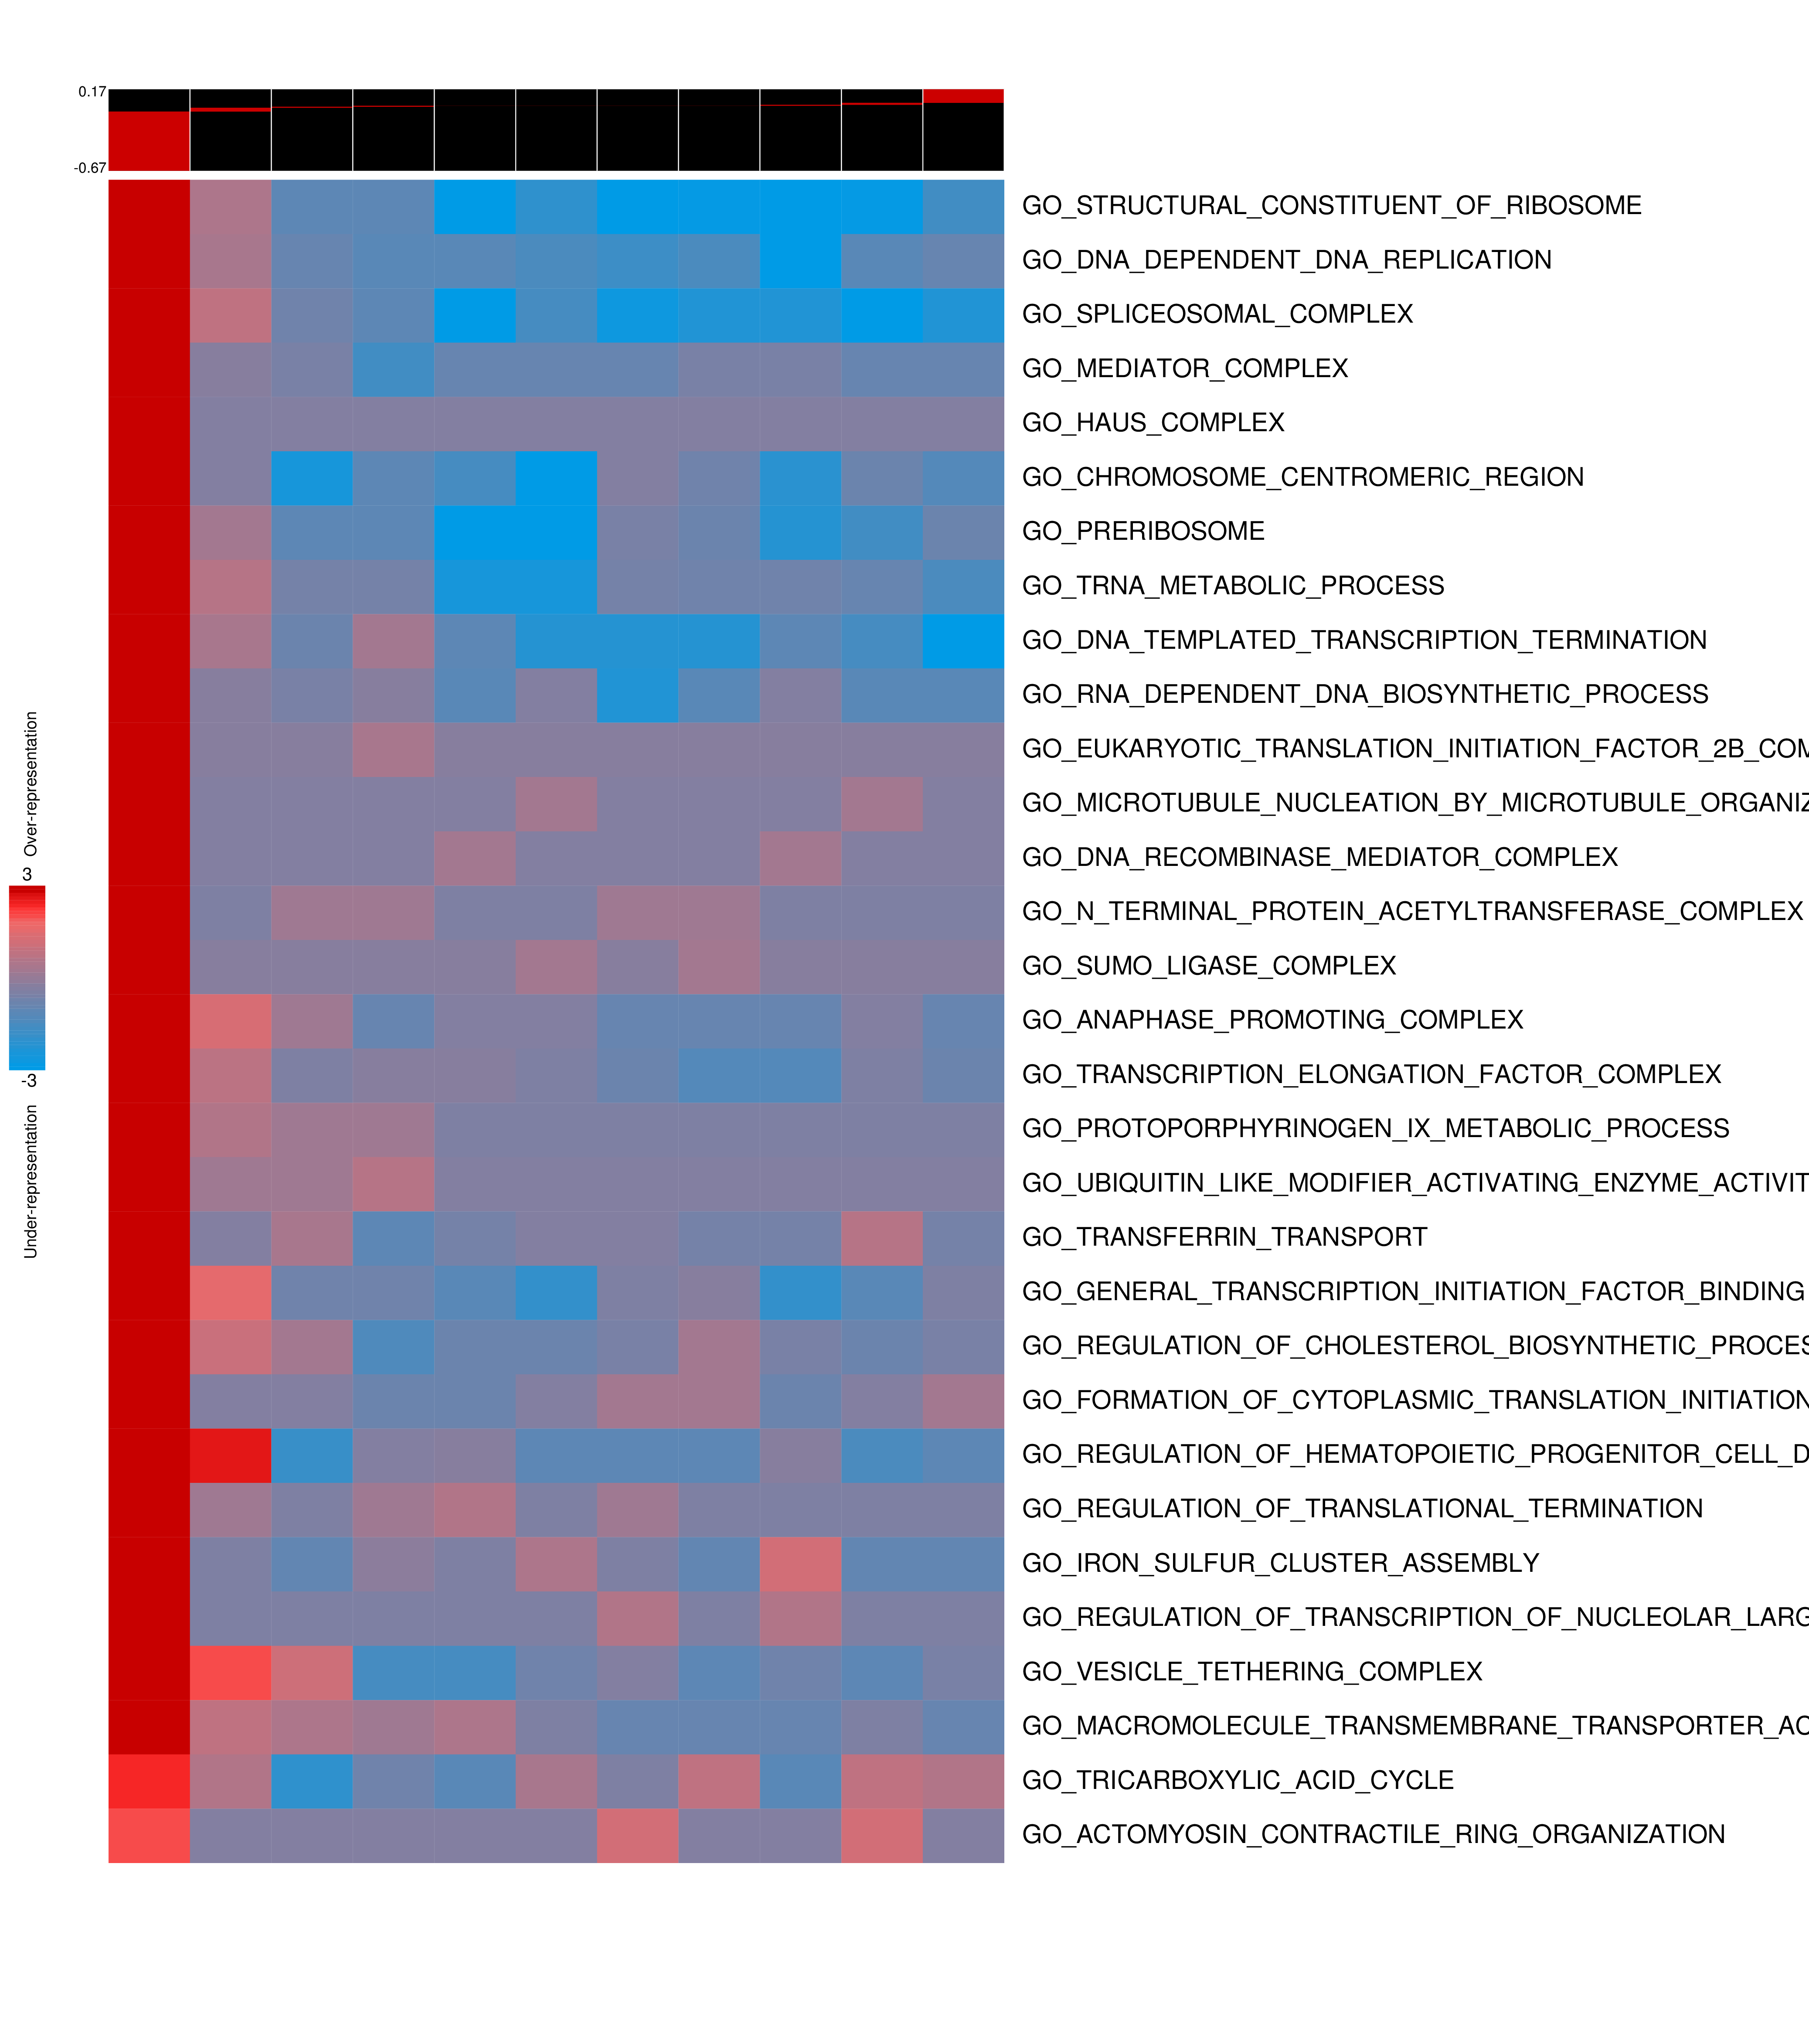 0.17
-0.67
GO_STRUCTURAL_CONSTITUENT_OF_RIBOSOME
GO_DNA_DEPENDENT_DNA_REPLICATION
GO_SPLICEOSOMAL_COMPLEX
GO_MEDIATOR_COMPLEX
GO_HAUS_COMPLEX
GO_CHROMOSOME_CENTROMERIC_REGION
GO_PRERIBOSOME
GO_TRNA_METABOLIC_PROCESS
GO_DNA_TEMPLATED_TRANSCRIPTION_TERMINATION
GO_RNA_DEPENDENT_DNA_BIOSYNTHETIC_PROCESS
GO_EUKARYOTIC_TRANSLATION_INITIATION_FACTOR_2B_COM
GO_MICROTUBULE_NUCLEATION_BY_MICROTUBULE_ORGANIZ
GO_DNA_RECOMBINASE_MEDIATOR_COMPLEX
GO_N_TERMINAL_PROTEIN_ACETYLTRANSFERASE_COMPLEX
GO_SUMO_LIGASE_COMPLEX
GO_ANAPHASE_PROMOTING_COMPLEX
GO_TRANSCRIPTION_ELONGATION_FACTOR_COMPLEX
GO_PROTOPORPHYRINOGEN_IX_METABOLIC_PROCESS
GO_UBIQUITIN_LIKE_MODIFIER_ACTIVATING_ENZYME_ACTIVIT
GO_TRANSFERRIN_TRANSPORT
GO_GENERAL_TRANSCRIPTION_INITIATION_FACTOR_BINDING
GO_REGULATION_OF_CHOLESTEROL_BIOSYNTHETIC_PROCES
GO_FORMATION_OF_CYTOPLASMIC_TRANSLATION_INITIATION
GO_REGULATION_OF_HEMATOPOIETIC_PROGENITOR_CELL_D
GO_REGULATION_OF_TRANSLATIONAL_TERMINATION
GO_IRON_SULFUR_CLUSTER_ASSEMBLY
GO_REGULATION_OF_TRANSCRIPTION_OF_NUCLEOLAR_LARG
GO_VESICLE_TETHERING_COMPLEX
GO_MACROMOLECULE_TRANSMEMBRANE_TRANSPORTER_AC
GO_TRICARBOXYLIC_ACID_CYCLE
GO_ACTOMYOSIN_CONTRACTILE_RING_ORGANIZATION
Over-representation
3
-3
Under-representation